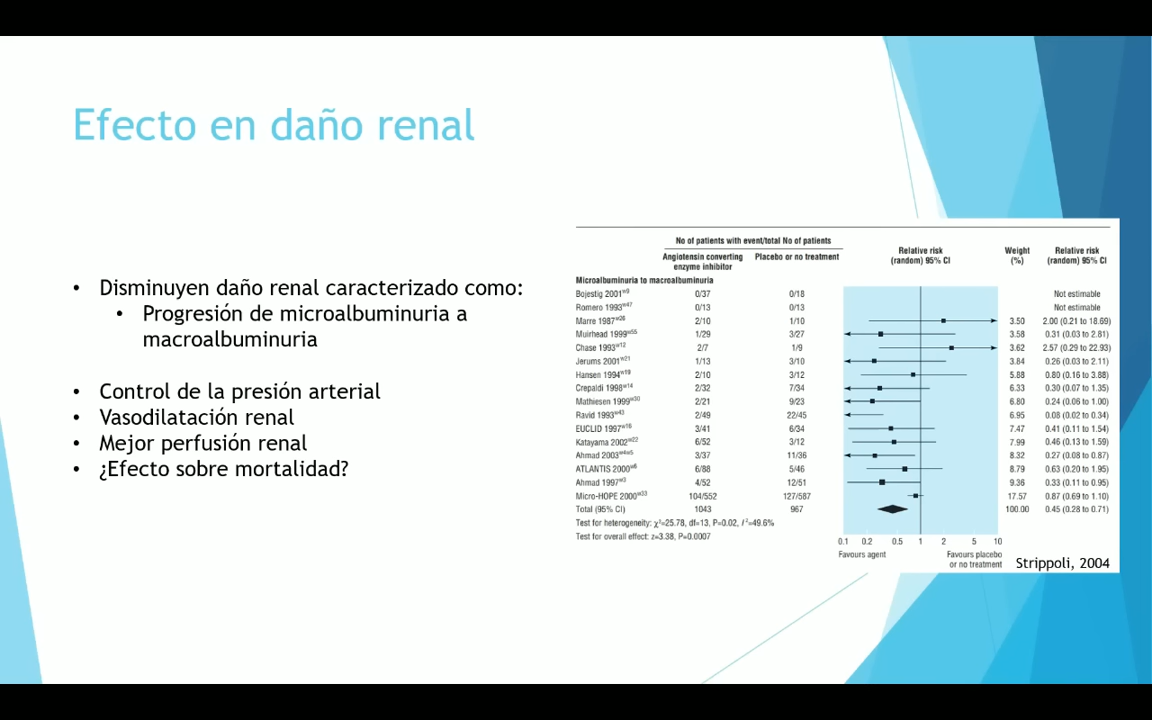 Efecto en daño renal
• Disminuyen daño renal caracterizado como:
• Progresión de microalbuminuria a
macroalbuminuria
• Control de la presión arterial
• Vasodilatación renal
• Mejor perfusión renal
• ¿Efecto sobre mortalidad?
No of patients with event/total No of patients
Angiotensin converting enzyme inhibitor Placebo or no treatment Relative risk (random) 95% CI Weight (%) Relative risk (random) 95% CI
Microalbuminuria to macroalbuminuria
Bojestig 2001w9 0/37 0/18 Not estimable
Romero 1993w47 0/13 0/13 Not estimable
Marre 1987w26 2/10 1/10 3.50 2.00 (0.21 to 18.69)
Muirhead 1999w55 1/29 3/27 3.58 0.31 (0.03 to 2.81)
Chase 1993w12 2/7 1/9 3.62 2.57 (0.29 to 22.93)
Jerums 2001w21 1/13 3/10 3.84 0.26 (0.03 to 2.11)
Hansen 1994w19 2/10 3/12 5.88 0.80 (0.16 to 3.88)
Crepaldi 1998w14 2/32 7/34 6.33 0.30 (0.07 to 1.35)
Mathiesen 1999w30 2/21 9/23 6.80 0.24 (0.06 to 1.00)
Ravid 1993w43 2/49 22/45 6.95 0.08 (0.02 to 0.34)
EUCLID 1997w16 3/41 6/34 7.47 0.41 (0.11 to 1.54)
Katayama 2002w22 6/52 3/12 7.99 0.46 (0.13 to 1.59)
Ahmad 2003 3/37 11/36 8.32 0.27 (0.08 to 0.87)
ATLANTIS 2000w6 6/88 5/46 8.79 0.63 (0.20 to 1.95)
Ahmad 1997w3 4/52 12/51 9.36 0.33 (0.11 to 0.95)
Micro-HOPE 2000w33 104/552 127/587 17.57 0.87 (0.69 to 1.10)
Total (95% CI) 1043 967 100.00 0.45 (0.28 to 0.71)
Test for heterogeneity: χ²=25.78, df=13, P=0.02, I²=49.6%
Test for overall effect: z=3.38, P=0.0007
0.1 0.2 0.5 1 2 5 10
Favours agent Favours placebo or no treatment
Strippoli, 2004